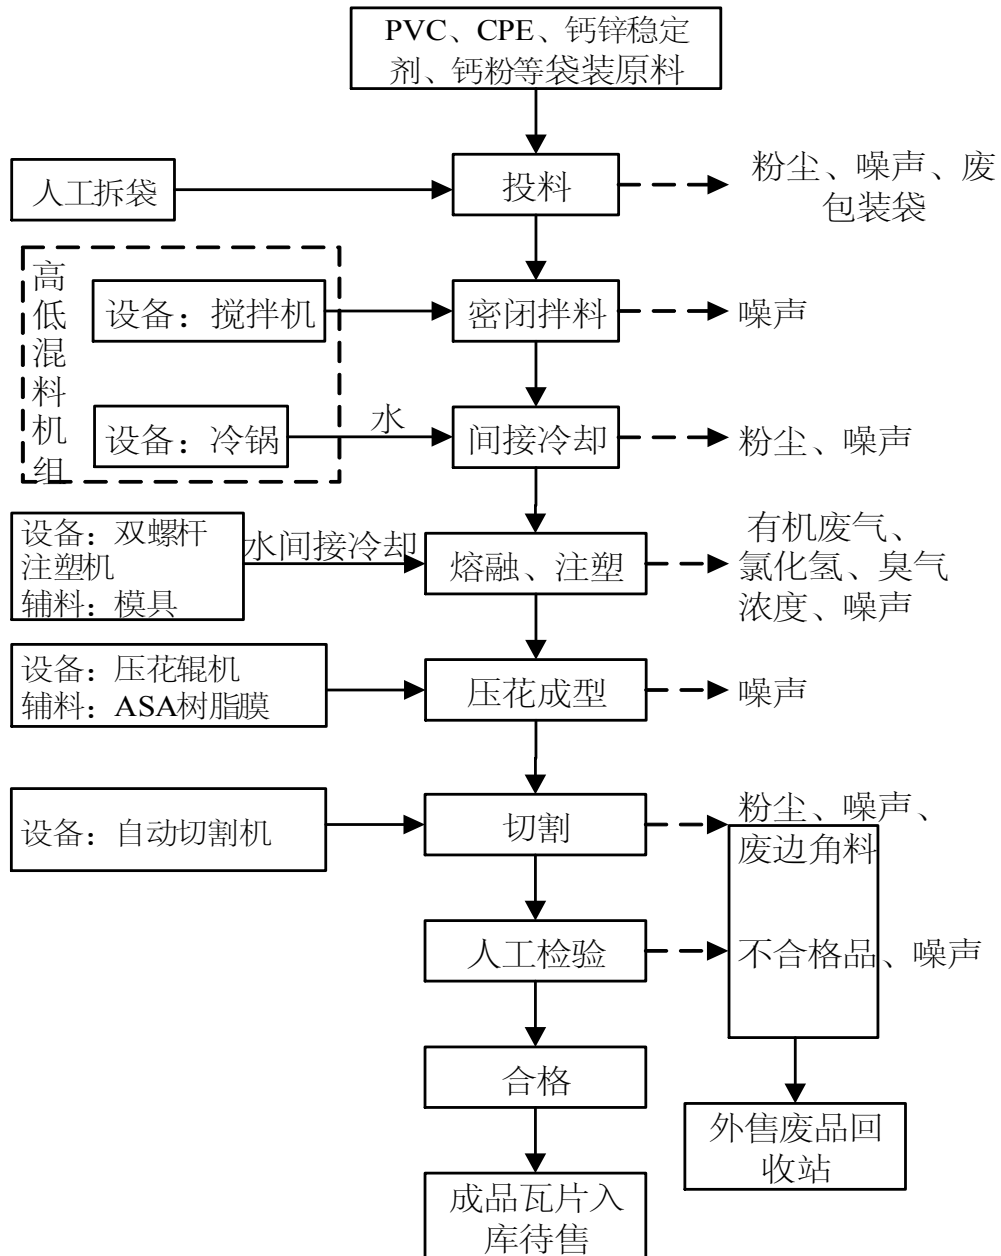 PVC、CPE、钙锌稳定
剂、钙粉等袋装原料
人工拆袋
投料
粉尘、噪声、废
包装袋
高
低
混
料
机
组
设备：搅拌机
密闭拌料
噪声
设备：冷锅
水
间接冷却
粉尘、噪声
设备：双螺杆
注塑机
辅料：模具
水间接冷却
熔融、注塑
有机废气、
氯化氢、臭气
浓度、噪声
设备：压花辊机
辅料：ASA树脂膜
压花成型
噪声
设备：自动切割机
切割
粉尘、噪声、
废边角料
人工检验
不合格品、噪声
合格
外售废品回
收站
成品瓦片入
库待售